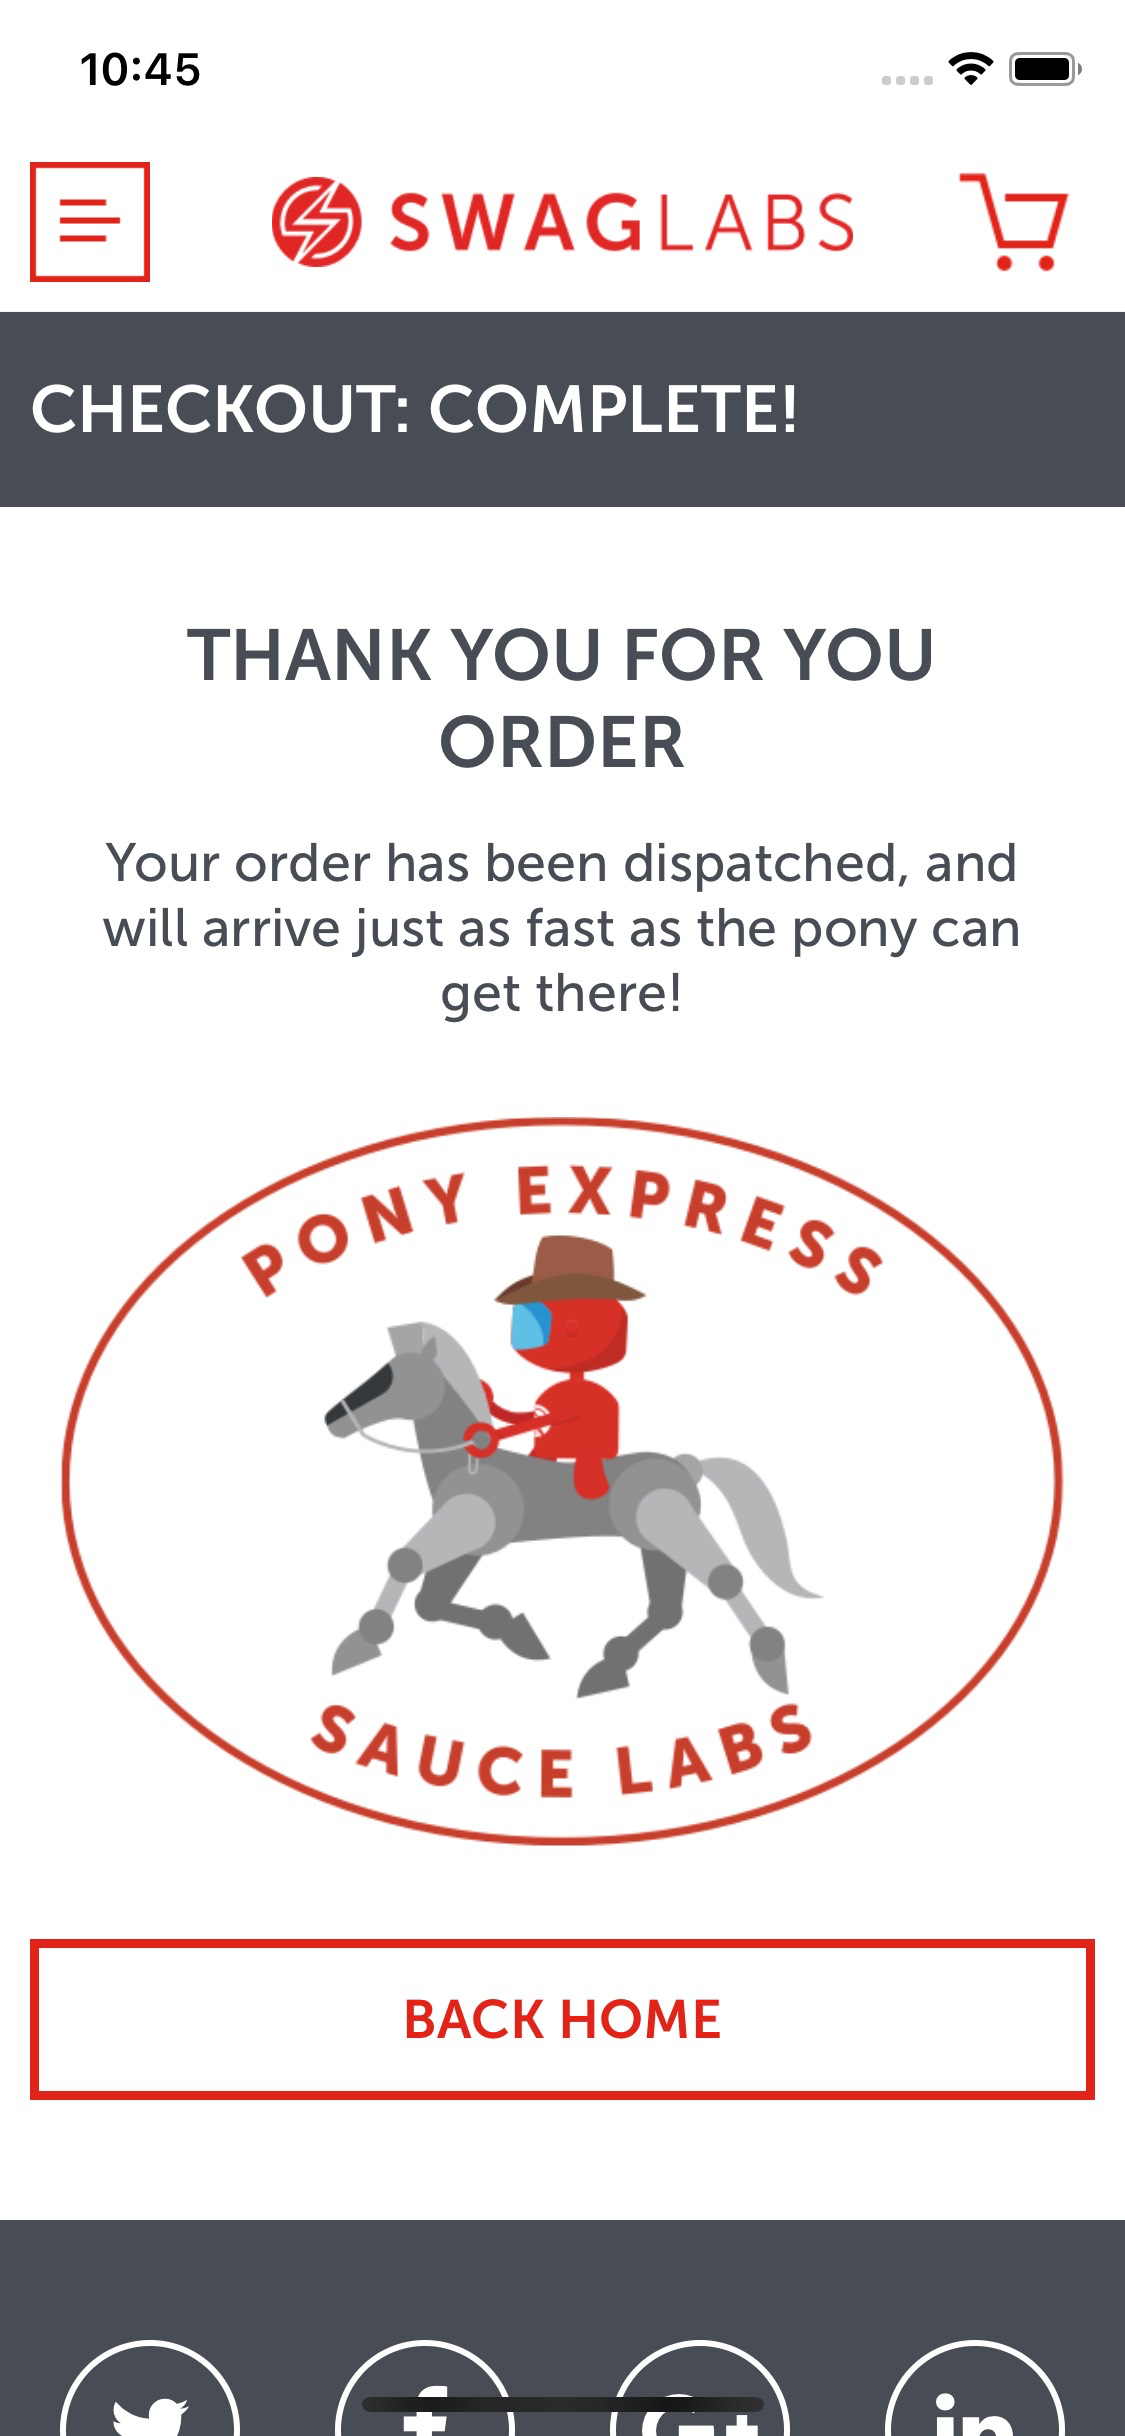 10:45
SWAGLABS
CHECKOUT: COMPLETE!
THANK YOU FOR YOU
ORDER
Your order has been dispatched, and
will arrive just as fast as the pony can
get there!
PONY EXPRESS
SAUCE LABS
BACK HOME